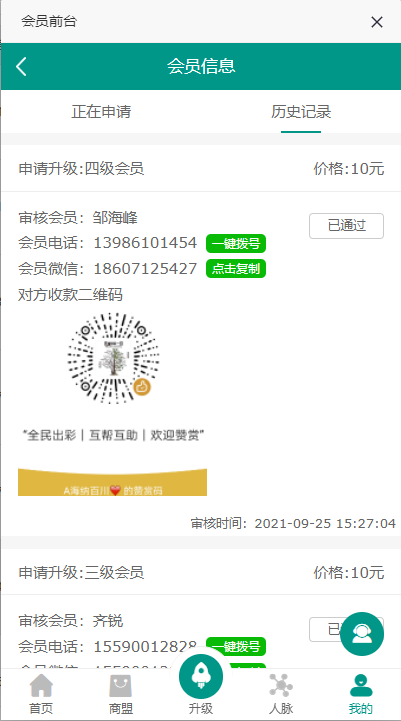 会员前台
会员信息
正在申请 历史记录
申请升级:四级会员 价格:10元
审核会员：邹海峰 已通过
会员电话：13986101454 一键拨号
会员微信：18607125427 点击复制
对方收款二维码
“全民出彩｜互帮互助｜欢迎赞赏”
A海纳百川❤️的赞赏码
审核时间：2021-09-25 15:27:04
申请升级:三级会员 价格:10元
审核会员：齐锐
会员电话：15590012828 一键拨号
会员微信：
首页 商盟 升级 人脉 我的